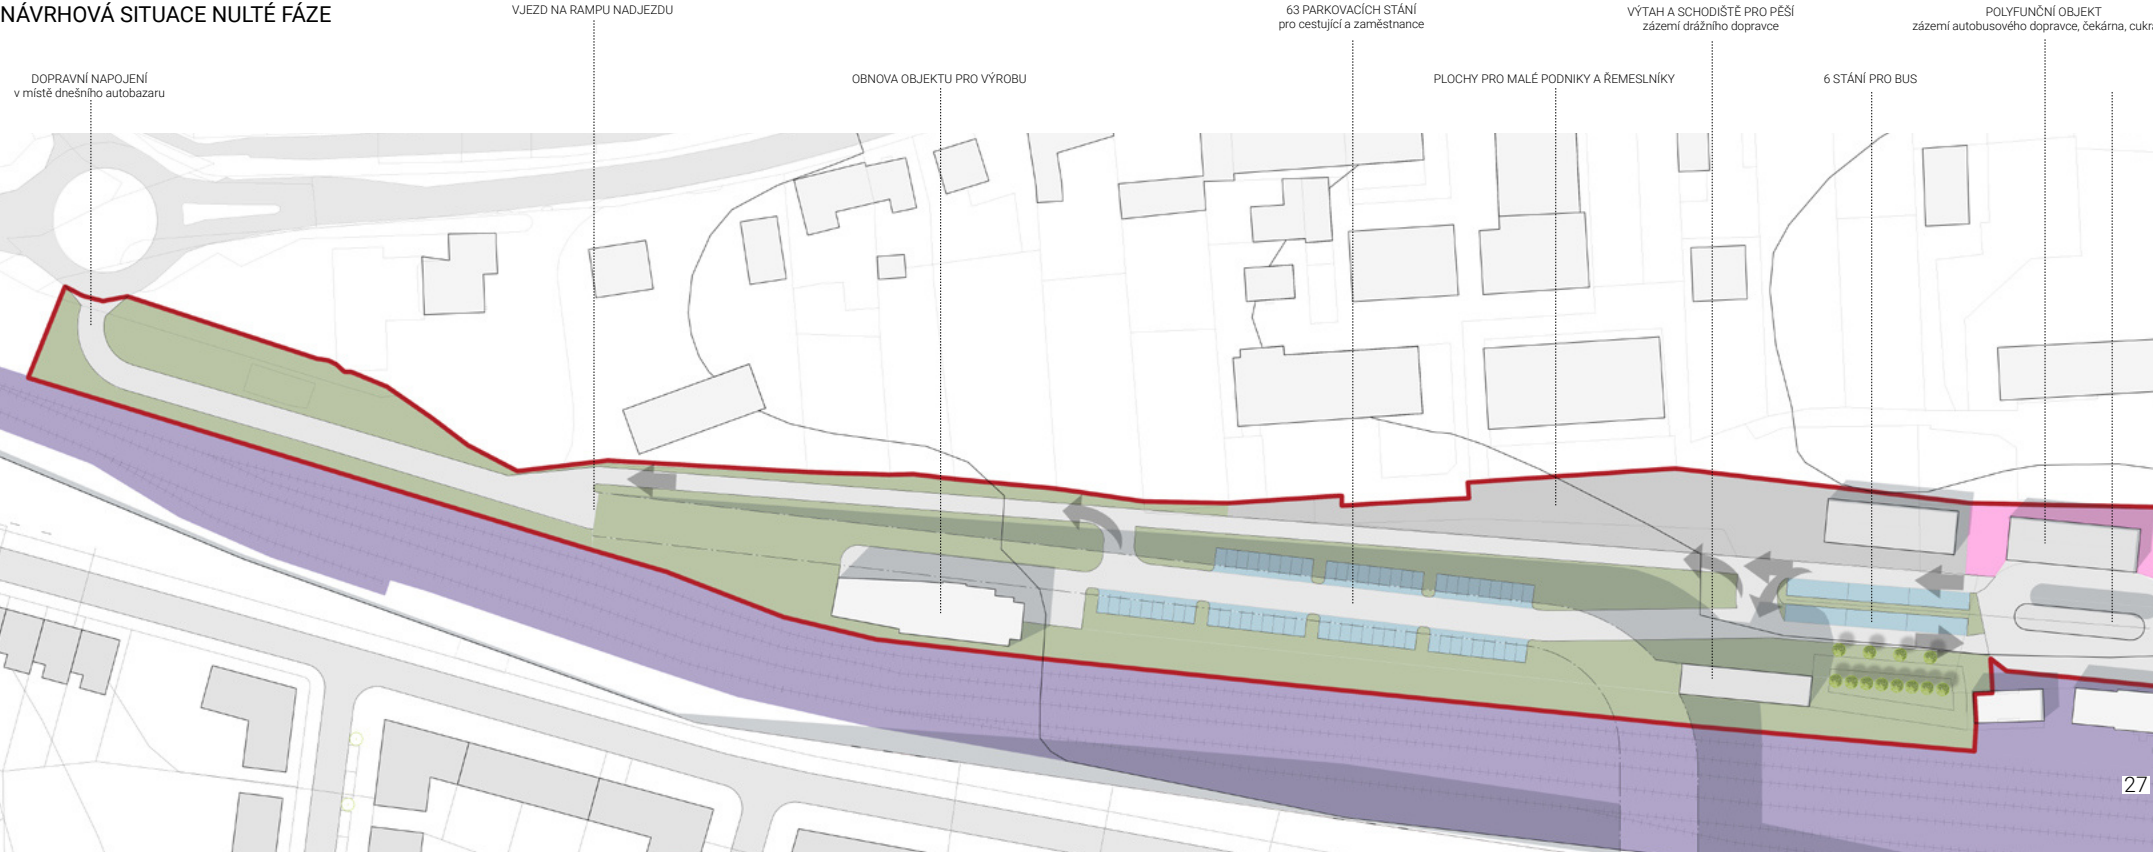 NÁVRHOVÁ SITUACE NULTÉ FÁZE
VJEZD NA RAMPU NADJEZDU
63 PARKOVACÍCH STÁNÍ
pro cestující a zaměstnance
VÝTAH A SCHODIŠTĚ PRO PĚŠÍ
zázemí drážního dopravce
POLYFUNČNÍ OBJEKT
zázemí autobusového dopravce, čekárna, cukrá
DOPRAVNÍ NAPOJENÍ
v místě dnešního autobazaru
OBNOVA OBJEKTU PRO VÝROBU
PLOCHY PRO MALÉ PODNIKY A ŘEMESLNÍKY
6 STÁNÍ PRO BUS
27